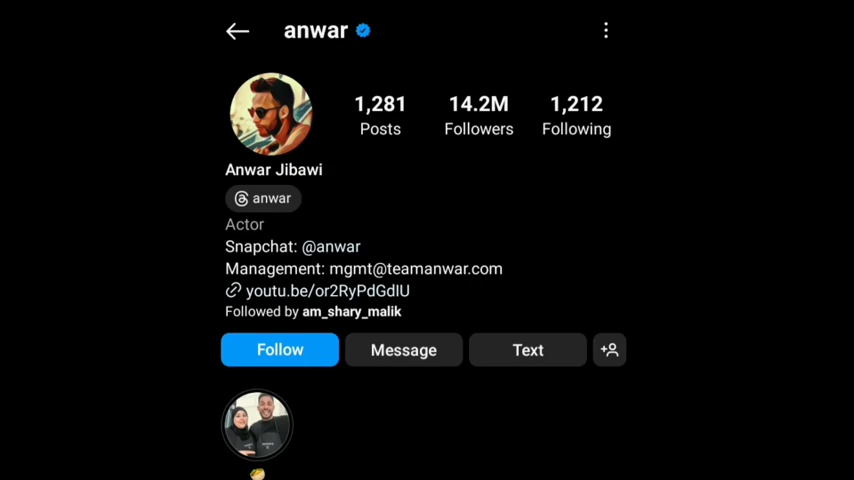 anwar
1,281 14.2M 1,212
Posts Followers Following
Anwar Jibawi
anwar
Actor
Snapchat: @anwar
Management: mgmt@teamanwar.com
youtu.be/or2RyPdGdIU
Followed by am_shary_malik
Follow Message Text